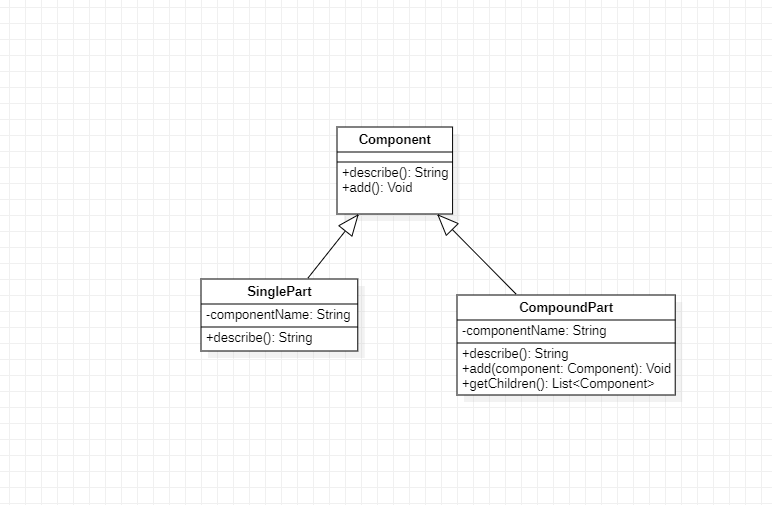 Component
+describe(): String
+add(): Void
SinglePart
-componentName: String
+describe(): String
CompoundPart
-componentName: String
+describe(): String
+add(component: Component): Void
+getChildren(): List<Component>